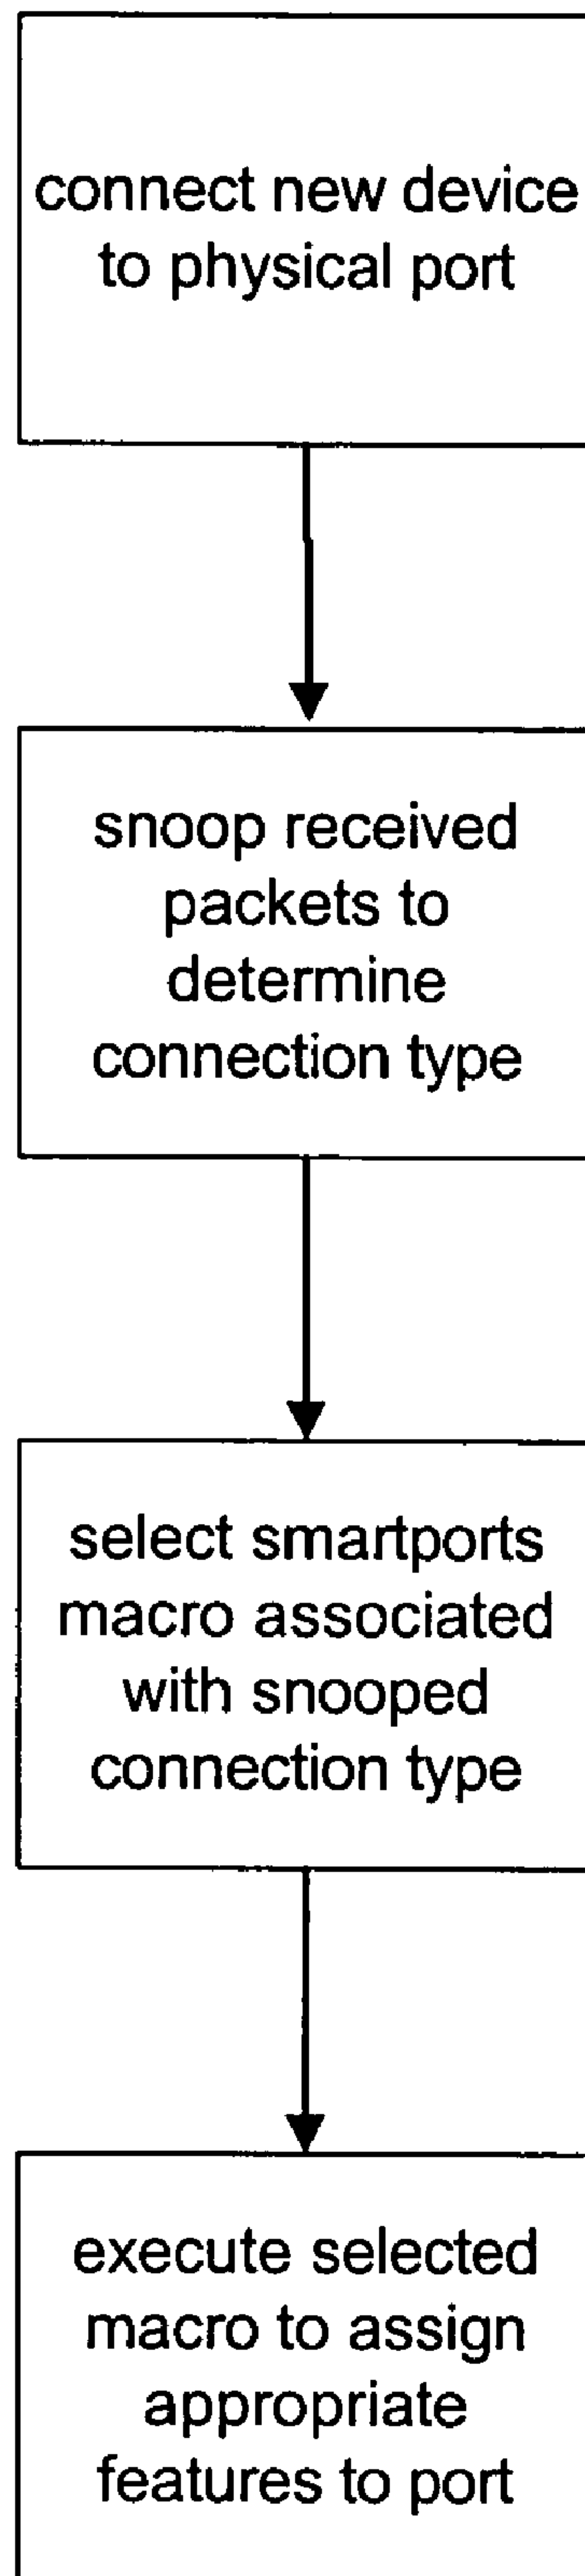 connect new device
to physical port
snoop received
packets to
determine
connection type
select smartports
macro associated
with snooped
connection type
execute selected
macro to assign
appropriate
features to port